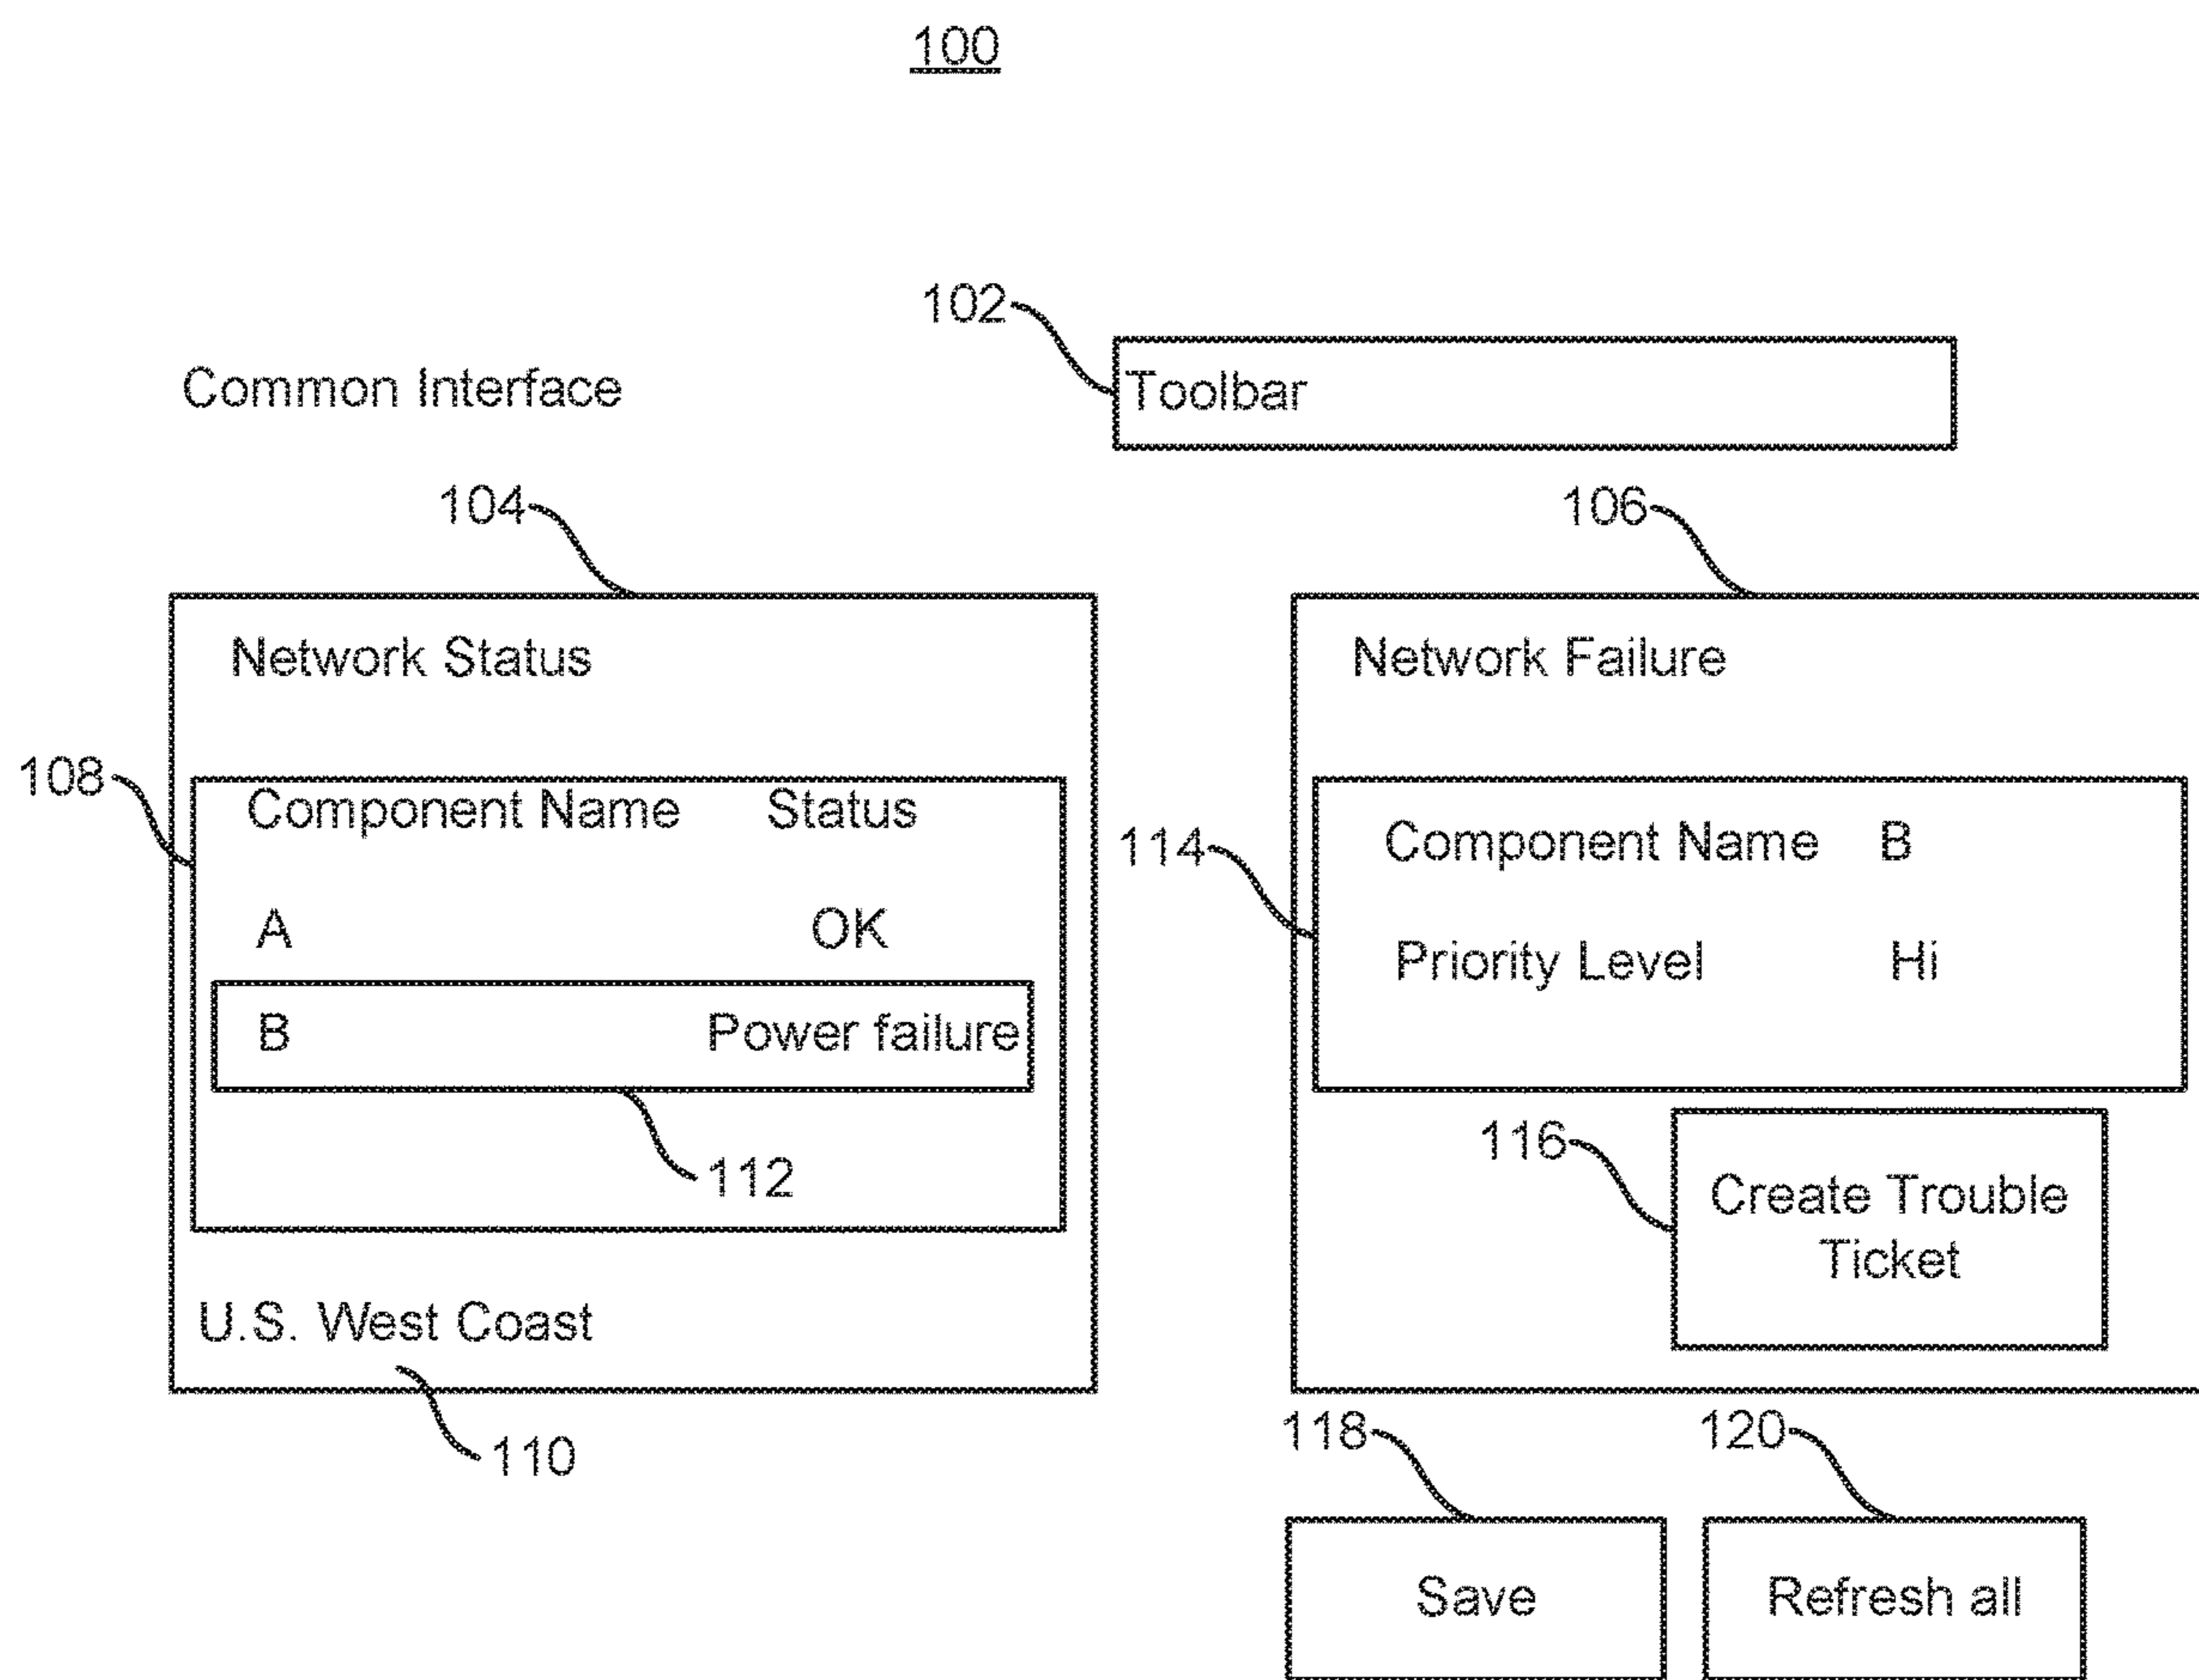 100
102
Common Interface
Toolbar
104
106
Network Status
Network Failure
108
Component Name Status
114
Component Name B
A OK
Priority Level Hi
B Power failure
112
116
Create Trouble
Ticket
U.S. West Coast
110
118
120
Save
Refresh all